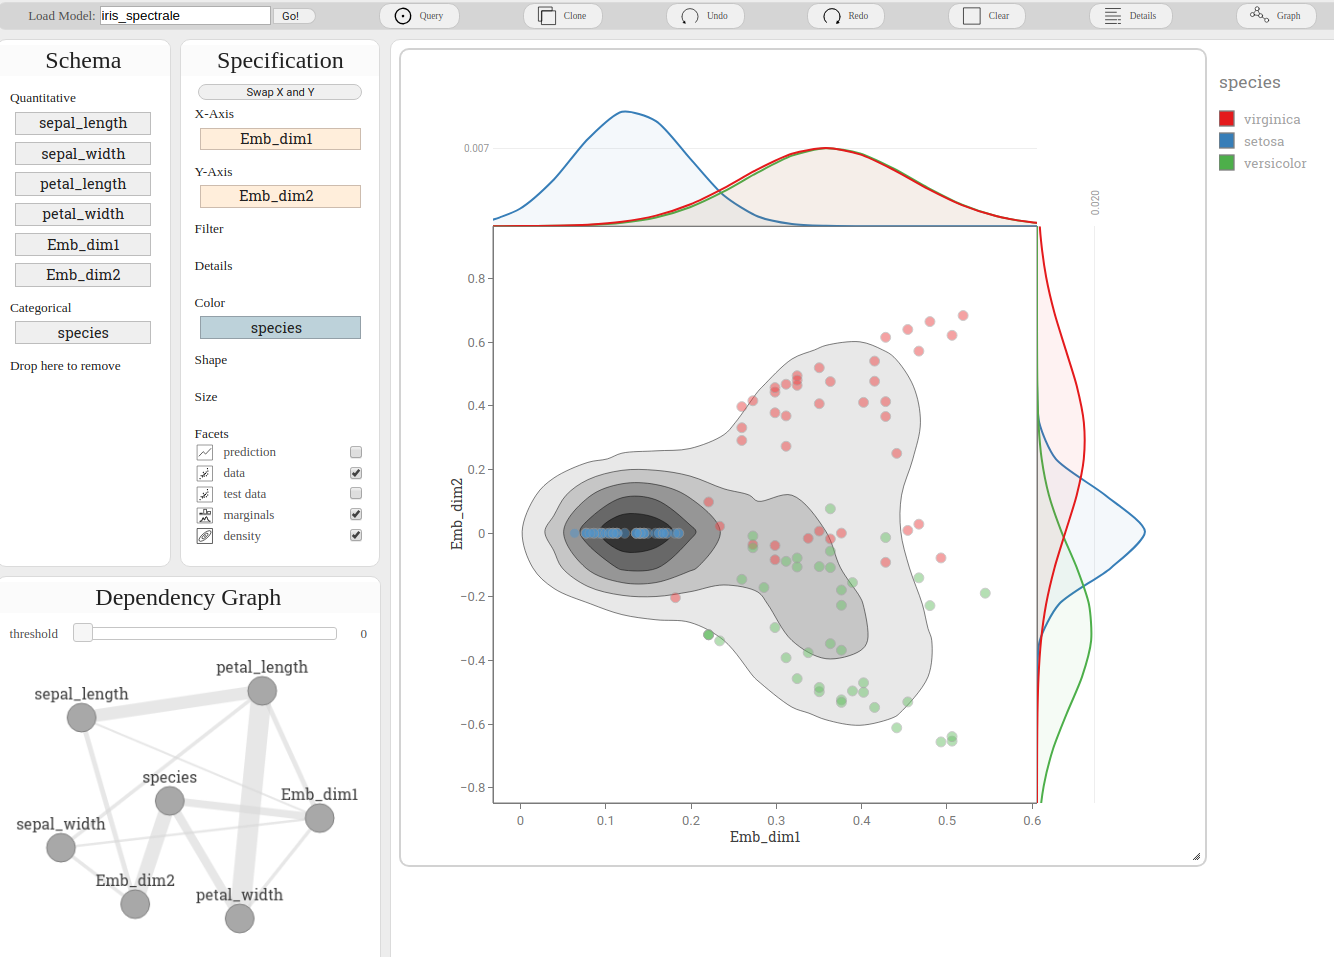 Load Model: iris_spectrale Go! Query Clone Undo Redo Clear Details Graph
Schema
Quantitative
sepal_length
sepal_width
petal_length
petal_width
Emb_dim1
Emb_dim2
Categorical
species
Drop here to remove
Specification
Swap X and Y
X-Axis
Emb_dim1
Y-Axis
Emb_dim2
Filter
Details
Color
species
Shape
Size
Facets
prediction
data
test data
marginals
density
Dependency Graph
threshold 0
petal_length
sepal_length
species
Emb_dim1
sepal_width
Emb_dim2
petal_width
0.007
0.020
0.8
0.6
0.4
0.2
0
−0.2
−0.4
−0.6
−0.8
Emb_dim2
0 0.1 0.2 0.3 0.4 0.5 0.6
Emb_dim1
species
virginica
setosa
versicolor